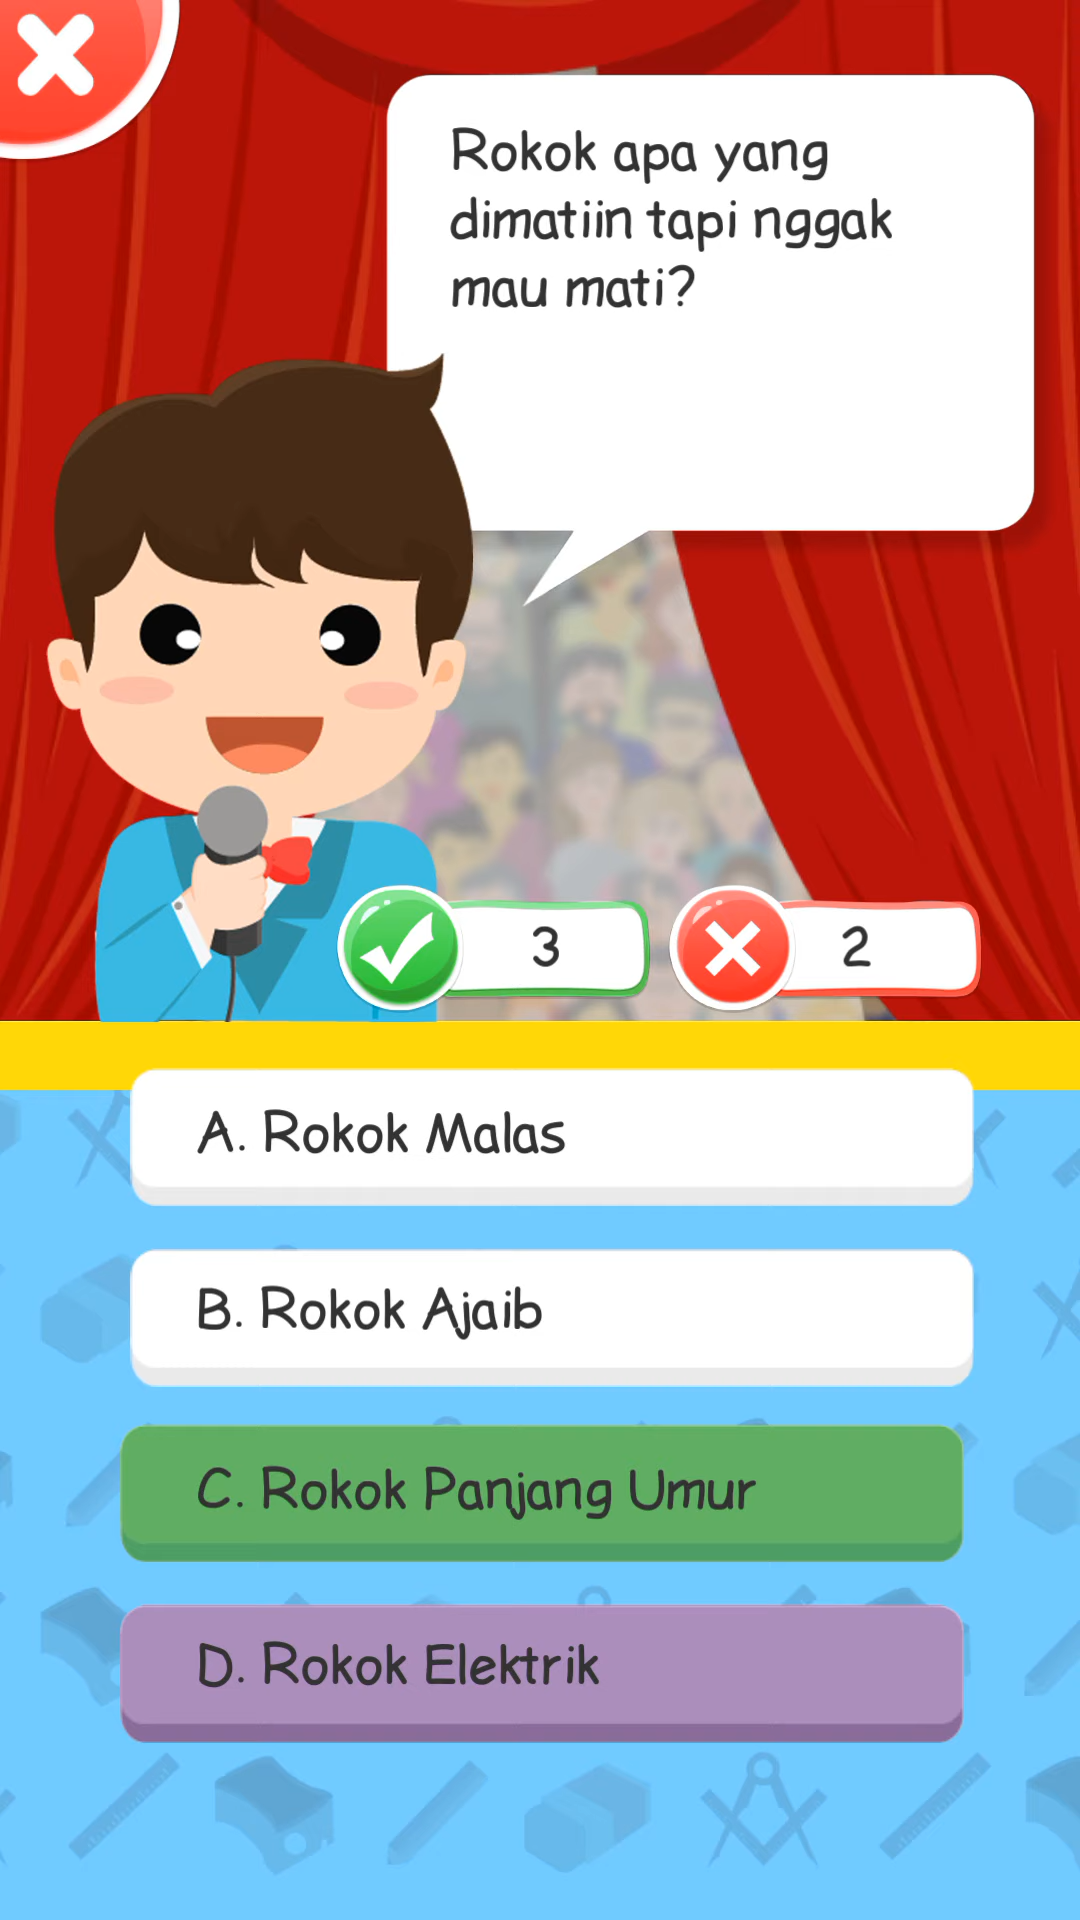 Rokok apa yang
dimatiin tapi nggak
mau mati?
3
2
A. Rokok Malas
B. Rokok Ajaib
C. Rokok Panjang Umur
D. Rokok Elektrik